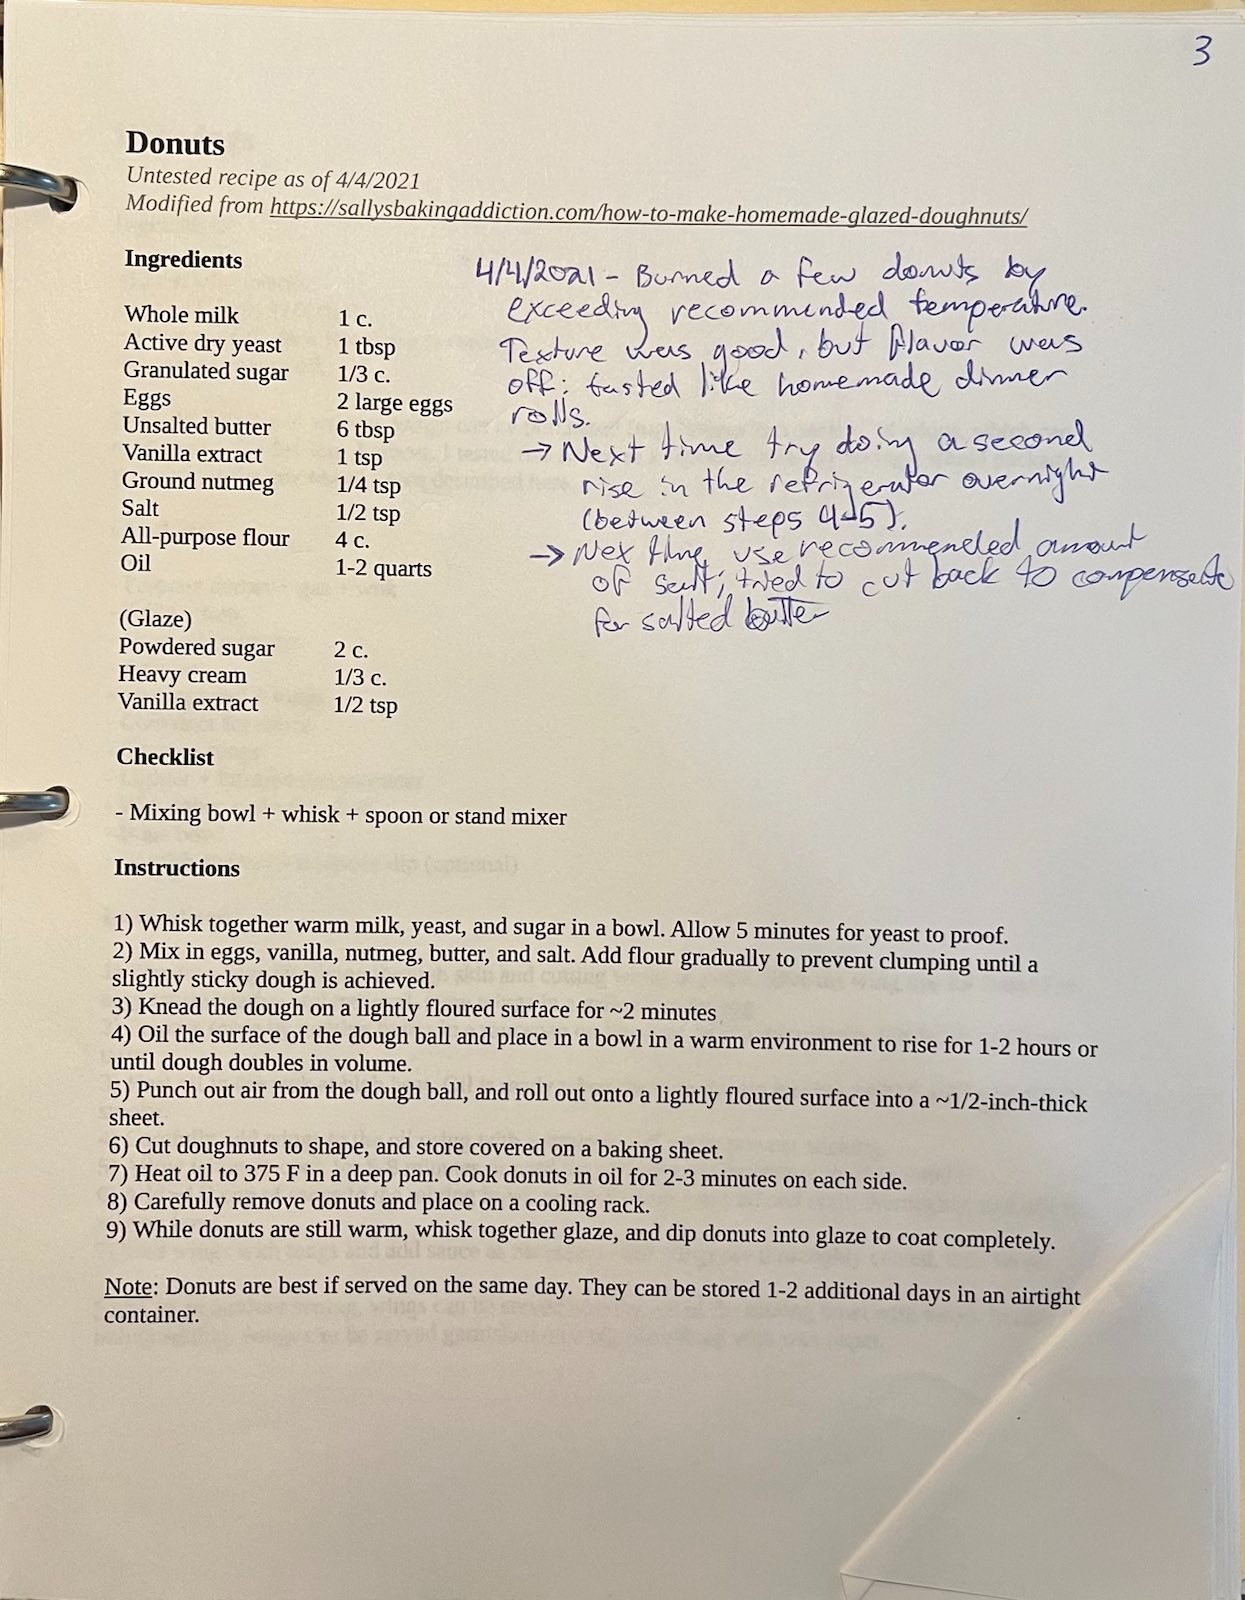 3
Donuts
Untested recipe as of 4/4/2021
Modified from https://sallysbakingaddiction.com/how-to-make-homemade-glazed-doughnuts/
Ingredients
Whole milk 1 c.
Active dry yeast 1 tbsp
Granulated sugar 1/3 c.
Eggs 2 large eggs
Unsalted butter 6 tbsp
Vanilla extract 1 tsp
Ground nutmeg 1/4 tsp
Salt 1/2 tsp
All-purpose flour 4 c.
Oil 1-2 quarts
(Glaze)
Powdered sugar 2 c.
Heavy cream 1/3 c.
Vanilla extract 1/2 tsp
4/4/2021 - Burned a few donuts by
exceeding recommended temperature.
Texture was good, but flavor was
off; tasted like homemade dinner
rolls.
→ Next time try doing a second
rise in the refrigerator overnight
(between steps 4-5).
→ Nex time use recommended amount
of salt; tried to cut back to compensate
for salted butter
Checklist
- Mixing bowl + whisk + spoon or stand mixer
Instructions
1) Whisk together warm milk, yeast, and sugar in a bowl. Allow 5 minutes for yeast to proof.
2) Mix in eggs, vanilla, nutmeg, butter, and salt. Add flour gradually to prevent clumping until a
slightly sticky dough is achieved.
3) Knead the dough on a lightly floured surface for ~2 minutes
4) Oil the surface of the dough ball and place in a bowl in a warm environment to rise for 1-2 hours or
until dough doubles in volume.
5) Punch out air from the dough ball, and roll out onto a lightly floured surface into a ~1/2-inch-thick
sheet.
6) Cut doughnuts to shape, and store covered on a baking sheet.
7) Heat oil to 375 F in a deep pan. Cook donuts in oil for 2-3 minutes on each side.
8) Carefully remove donuts and place on a cooling rack.
9) While donuts are still warm, whisk together glaze, and dip donuts into glaze to coat completely.
Note: Donuts are best if served on the same day. They can be stored 1-2 additional days in an airtight
container.